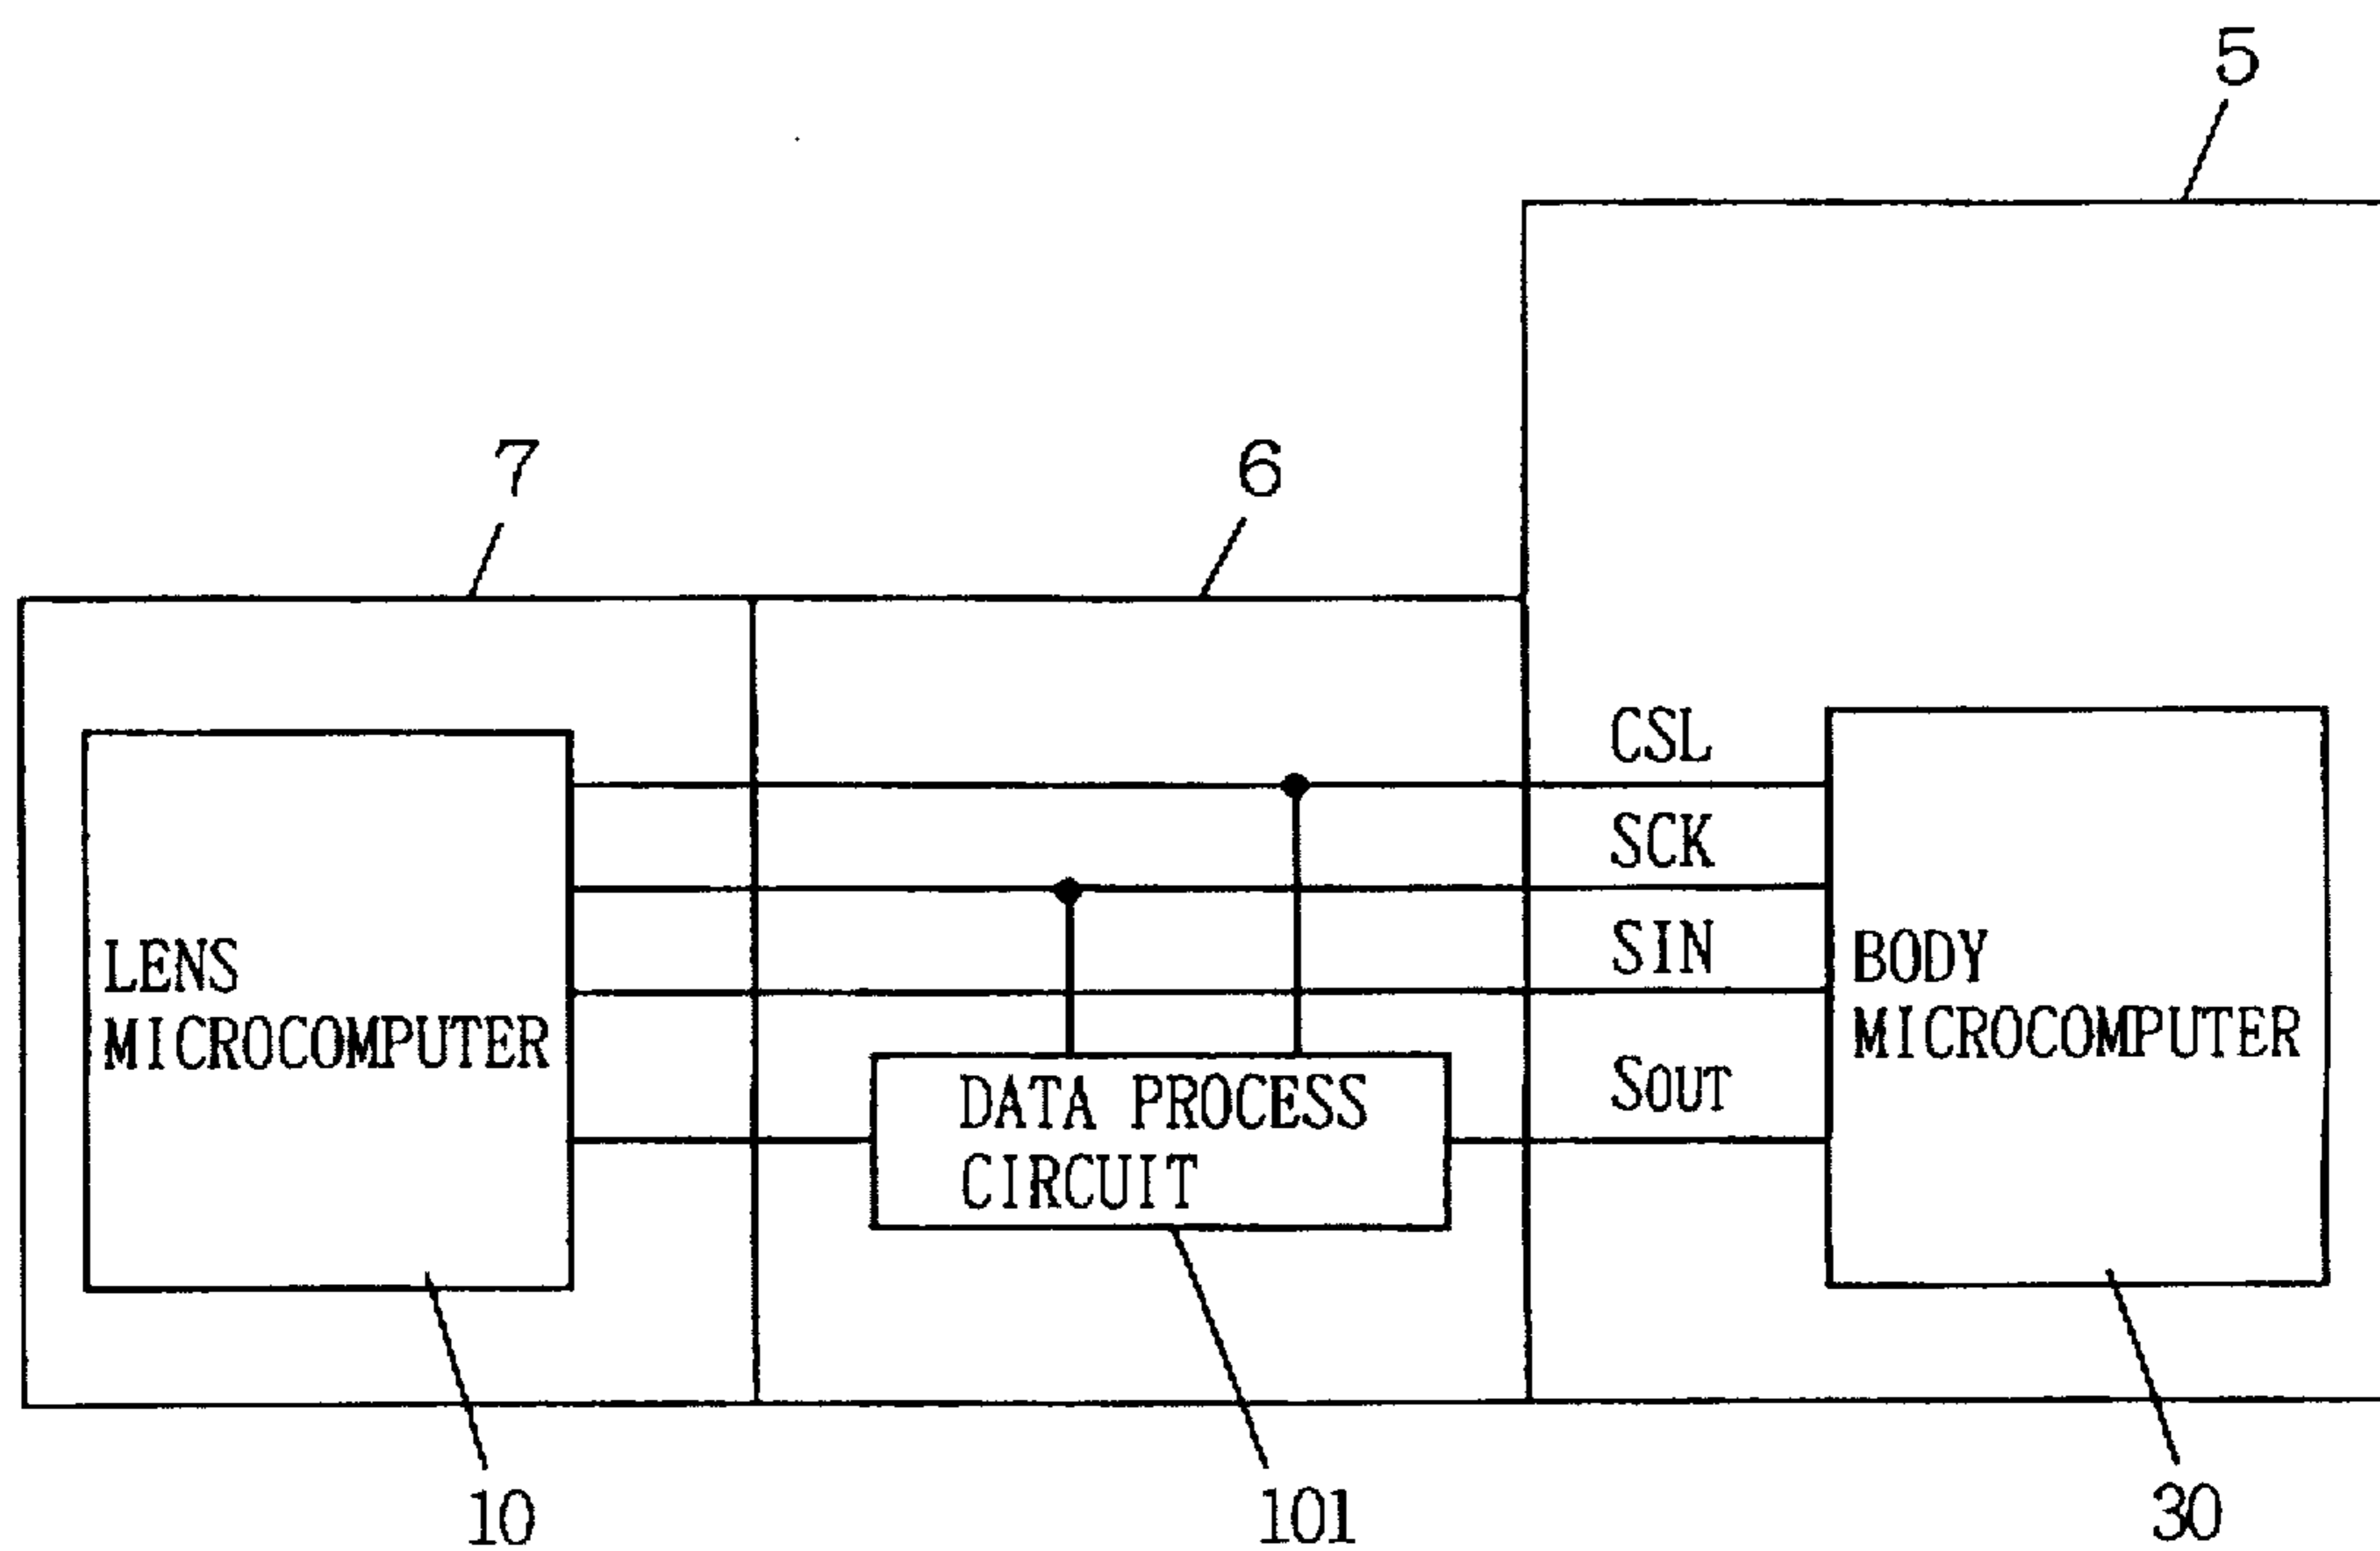 5
7
6
CSL
SCK
SIN
SOUT
LENS
MICROCOMPUTER
DATA PROCESS
CIRCUIT
BODY
MICROCOMPUTER
10
101
30